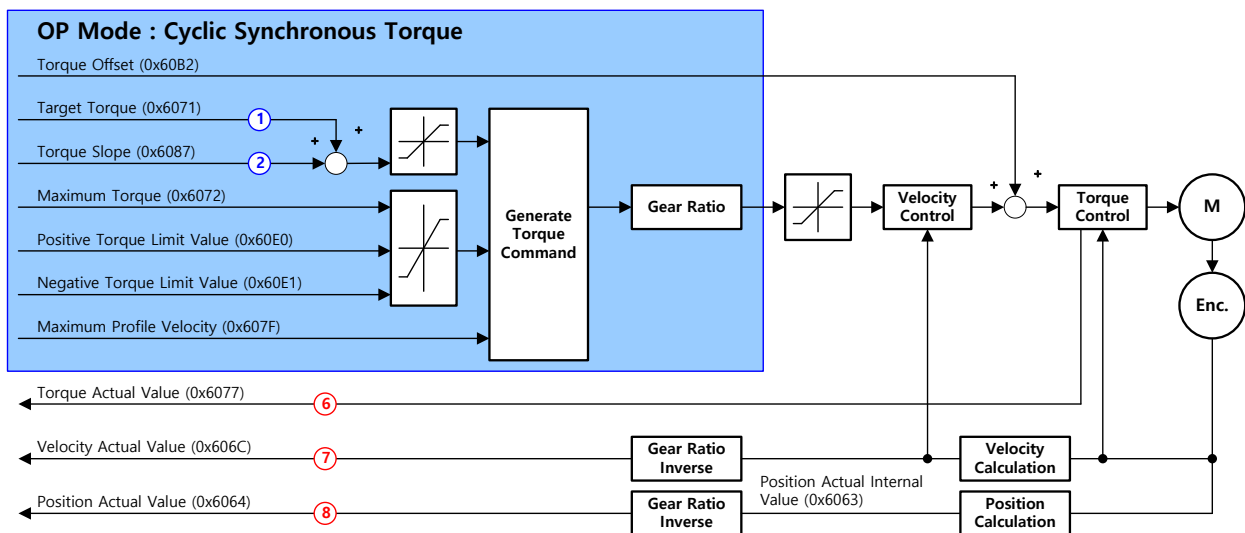 OP Mode : Cyclic Synchronous Torque
Torque Offset (0x60B2)
Target Torque (0x6071)
1
+
+
Torque Slope (0x6087)
2
Maximum Torque (0x6072)
Positive Torque Limit Value (0x60E0)
Negative Torque Limit Value (0x60E1)
Maximum Profile Velocity (0x607F)
Generate
Torque
Command
Gear Ratio
Velocity
Control
+
+
Torque
Control
M
Enc.
Torque Actual Value (0x6077)
6
Velocity Actual Value (0x606C)
7
Gear Ratio
Inverse
Velocity
Calculation
Position Actual Value (0x6064)
8
Gear Ratio
Inverse
Position Actual Internal
Value (0x6063)
Position
Calculation